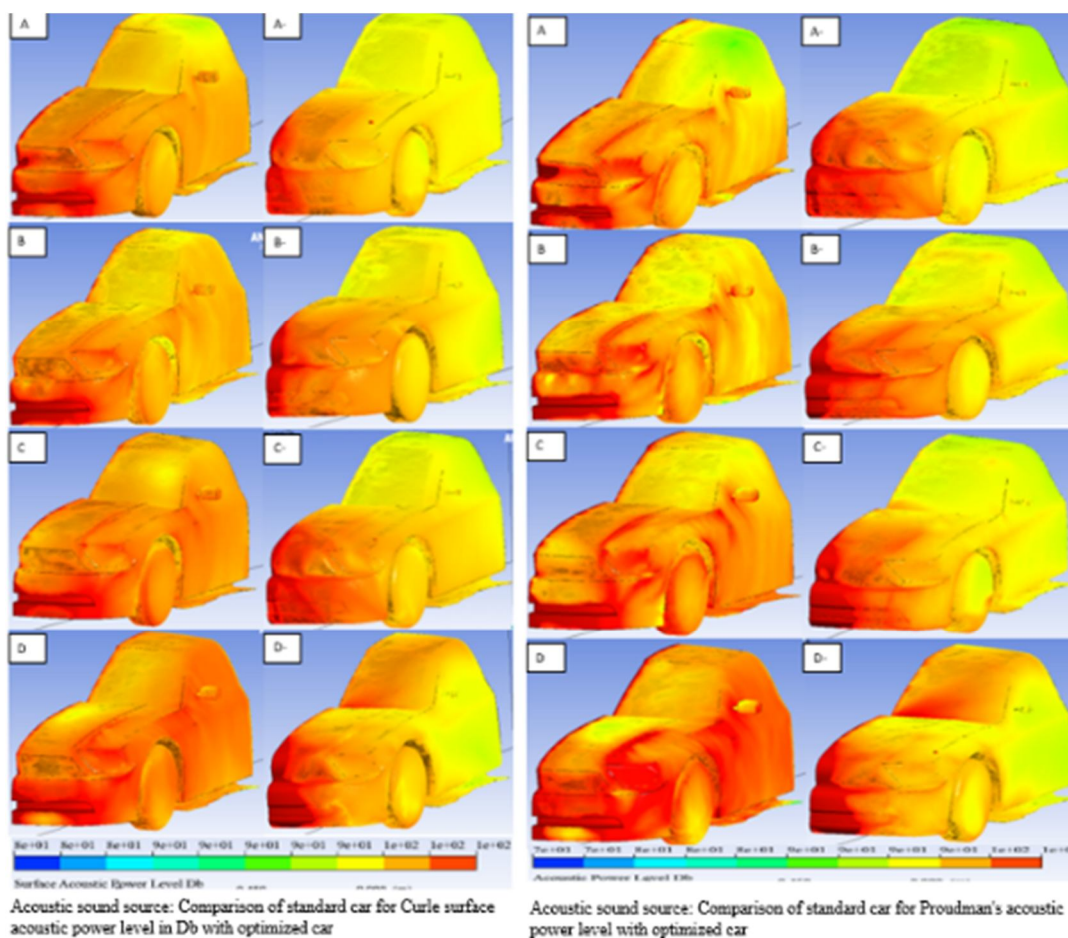 A
A-
A
A-
B
B-
B
B-
C
C-
C
C-
D
D-
D
D-
8e+01 8e+01 8e+01 9e+01 9e+01 9e+01 9e+01 9e+01 1e+02 1e+02 1e+02
Surface Acoustic Power Level Db
7e+01 7e+01 8e+01 8e+01 8e+01 9e+01 9e+01 9e+01 9e+01 1e+02
Acoustic Power Level Db
Acoustic sound source: Comparison of standard car for Curle surface
acoustic power level in Db with optimized car
Acoustic sound source: Comparison of standard car for Proudman's acoustic
power level with optimized car